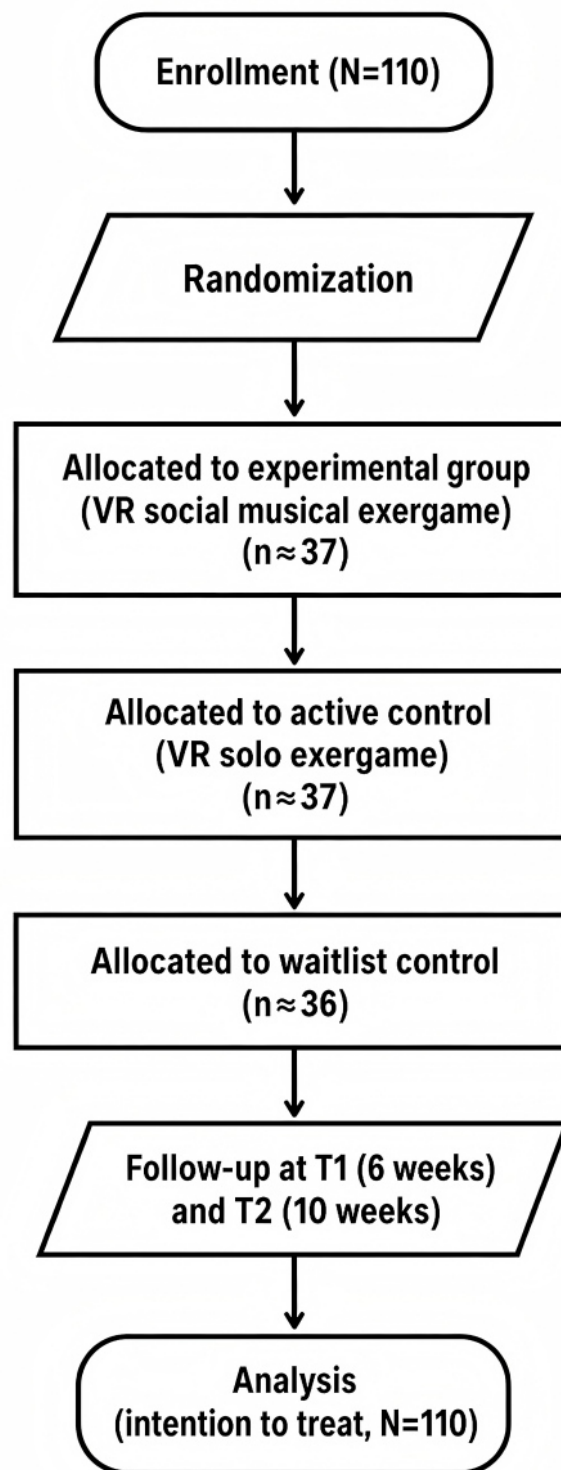 Enrollment (N=110)
Randomization
Allocated to experimental group
(VR social musical exergame)
(n≈37)
Allocated to active control
(VR solo exergame)
(n≈37)
Allocated to waitlist control
(n≈36)
Follow-up at T1 (6 weeks)
and T2 (10 weeks)
Analysis
(intention to treat, N=110)